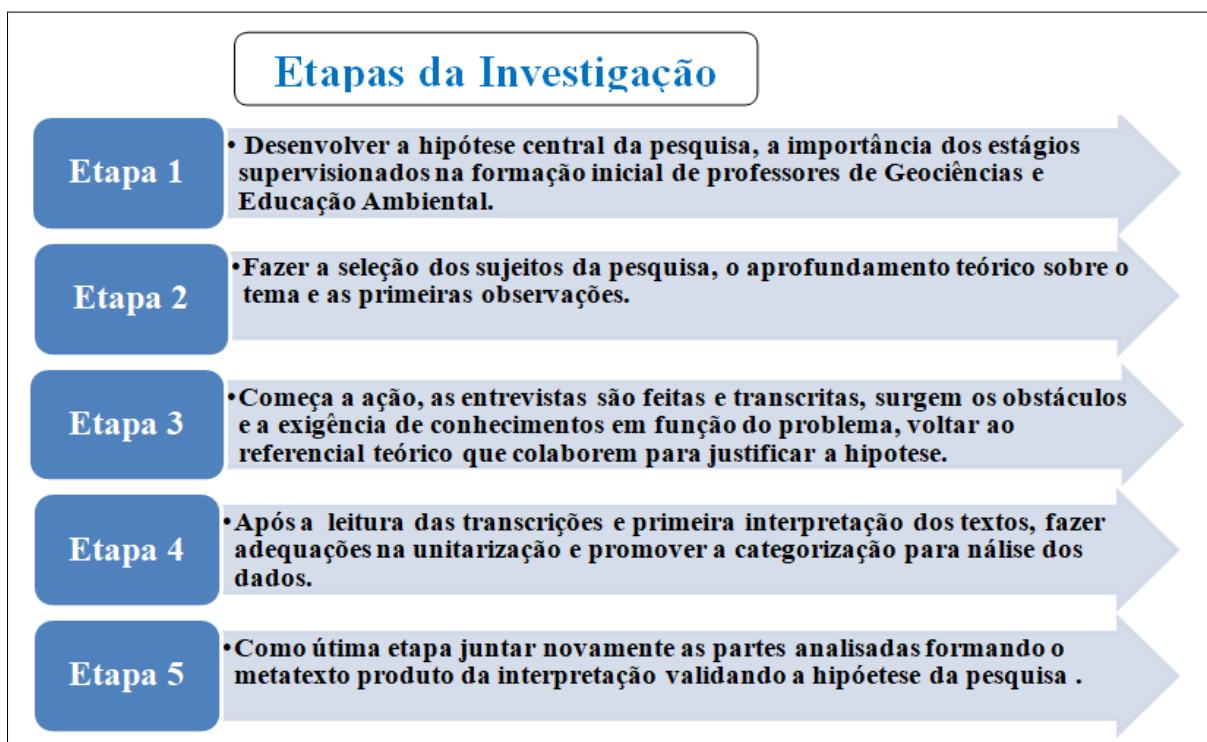 Etapas da Investigação
Etapa 1
• Desenvolver a hipótese central da pesquisa, a importância dos estágios
supervisionados na formação inicial de professores de Geociências e
Educação Ambiental.
Etapa 2
•Fazer a seleção dos sujeitos da pesquisa, o aprofundamento teórico sobre o
tema e as primeiras observações.
Etapa 3
•Começa a ação, as entrevistas são feitas e transcritas, surgem os obstáculos
e a exigência de conhecimentos em função do problema, voltar ao
referencial teórico que colaborem para justificar a hipotese.
Etapa 4
•Após a leitura das transcrições e primeira interpretação dos textos, fazer
adequações na unitarização e promover a categorização para nálise dos
dados.
Etapa 5
•Como útima etapa juntar novamente as partes analisadas formando o
metatexto produto da interpretação validando a hipóetese da pesquisa .